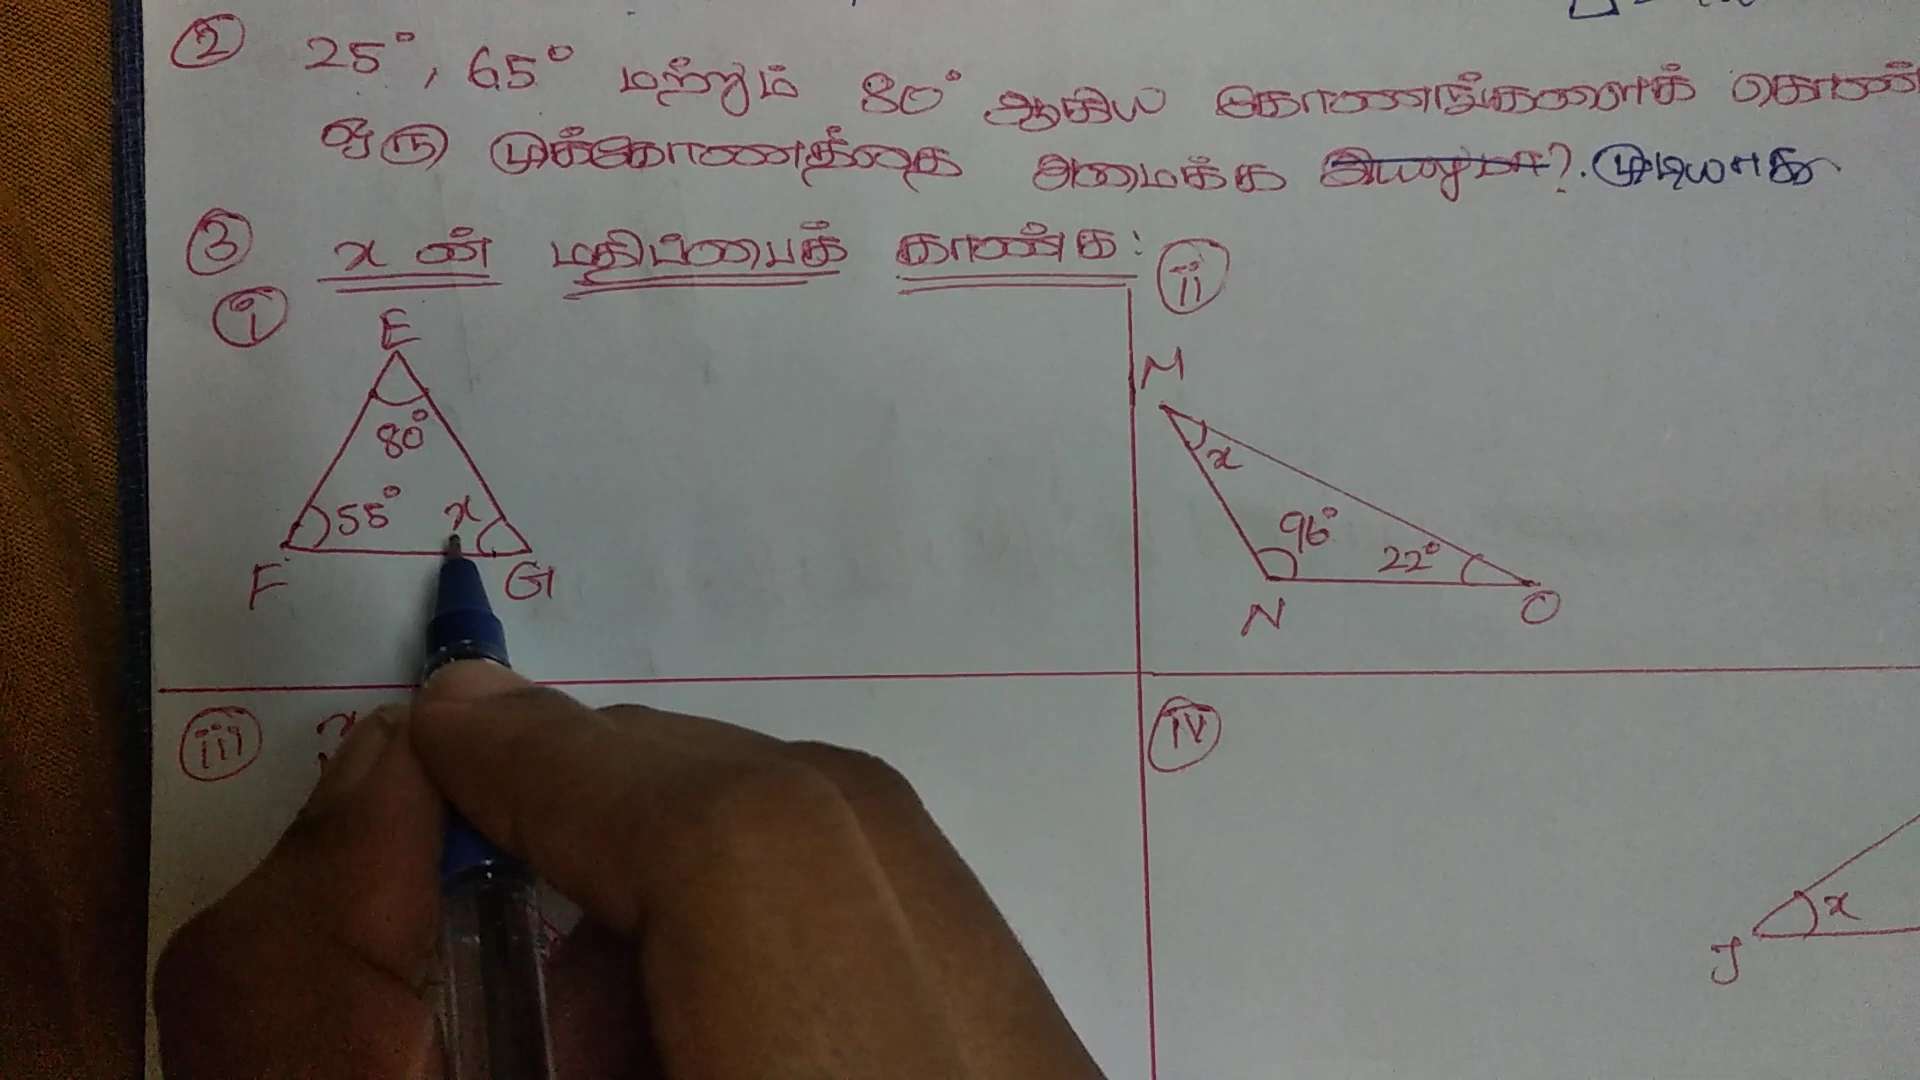 ② 25°, 65° மற்றும் 80° ஆகிய கோணங்களைக்
ஒரு முக்கோணத்தை அமைக்க இயலுமா?. முடியாது
③ x ன் மதிப்பைக் காண்க:
i
E
80°
55° x
F G
ii
M
x
96° 22°
N O
iii
iv
x
J